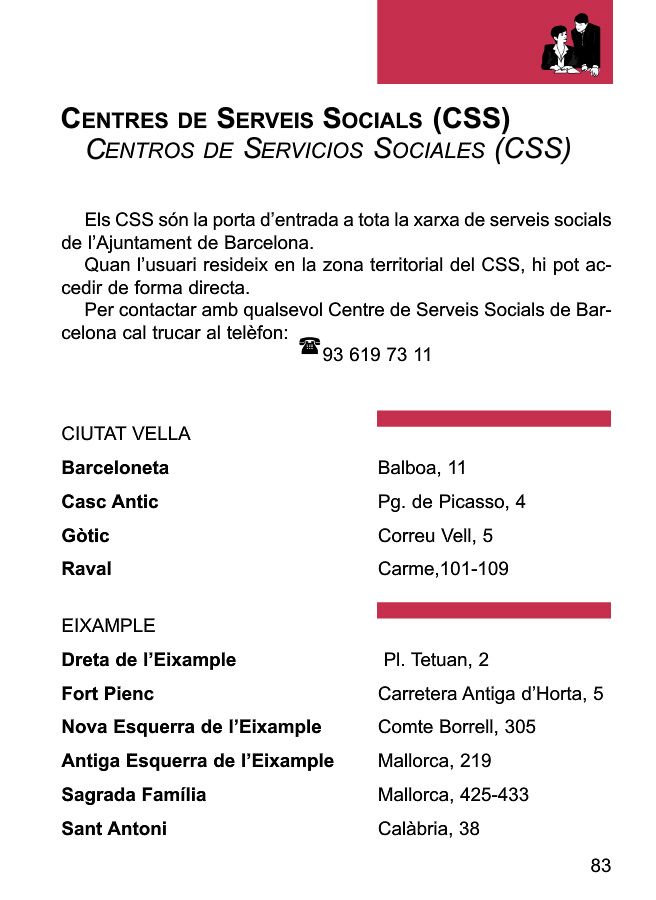 CENTRES DE SERVEIS SOCIALS (CSS)
CENTROS DE SERVICIOS SOCIALES (CSS)
Els CSS són la porta d’entrada a tota la xarxa de serveis socials
de l’Ajuntament de Barcelona.
Quan l’usuari resideix en la zona territorial del CSS, hi pot ac-
cedir de forma directa.
Per contactar amb qualsevol Centre de Serveis Socials de Bar-
celona cal trucar al telèfon:
☎93 619 73 11
CIUTAT VELLA
Barceloneta Balboa, 11
Casc Antic Pg. de Picasso, 4
Gòtic Correu Vell, 5
Raval Carme,101-109
EIXAMPLE
Dreta de l’Eixample Pl. Tetuan, 2
Fort Pienc Carretera Antiga d’Horta, 5
Nova Esquerra de l’Eixample Comte Borrell, 305
Antiga Esquerra de l’Eixample Mallorca, 219
Sagrada Família Mallorca, 425-433
Sant Antoni Calàbria, 38
83